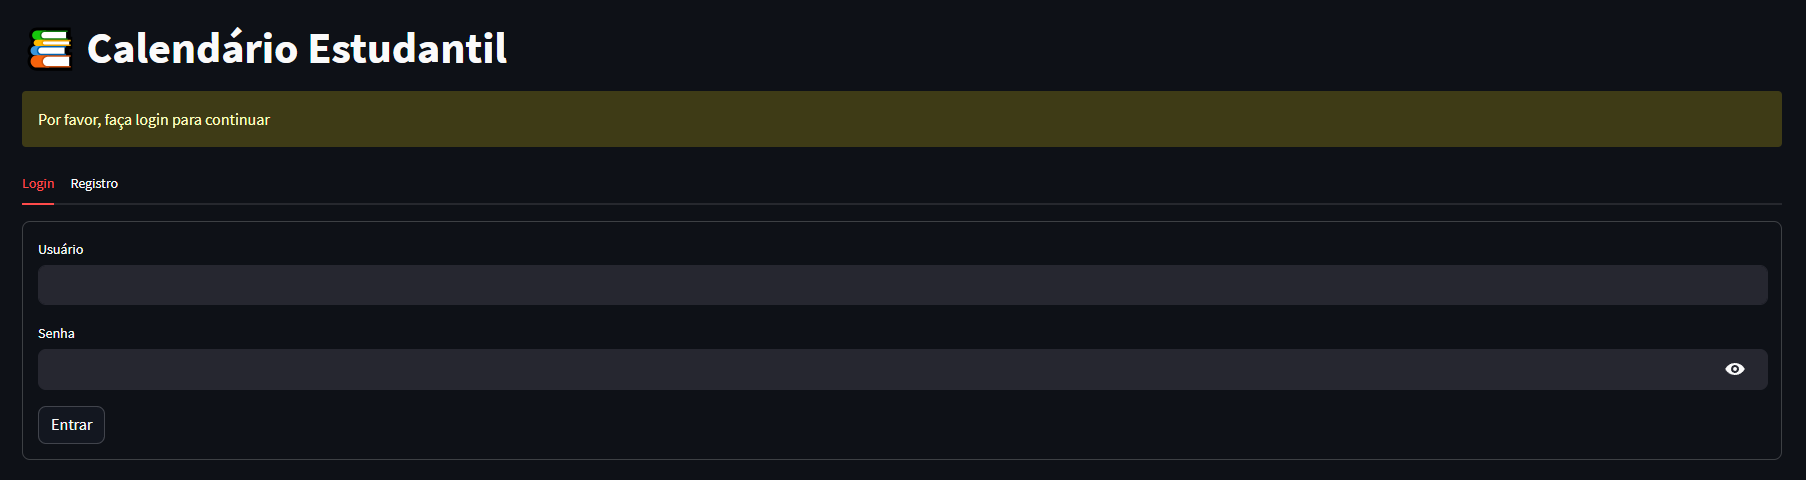 Calendário Estudantil
Por favor, faça login para continuar
Login Registro
Usuário
Senha
Entrar